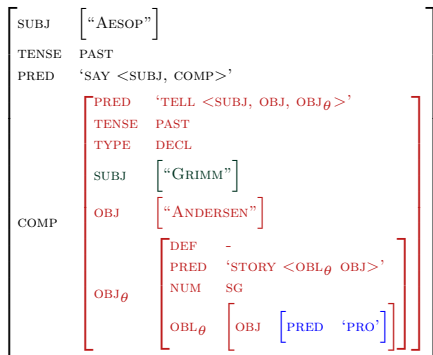 SUBJ [“AESOP”]
TENSE PAST
PRED ‘SAY <SUBJ, COMP>’
PRED ‘TELL <SUBJ, OBJ, OBJθ>’
TENSE PAST
TYPE DECL
SUBJ [“GRIMM”]
OBJ [“ANDERSEN”]
COMP
DEF -
PRED ‘STORY <OBLθ OBJ>’
NUM SG
OBJθ
OBLθ [OBJ [PRED ‘PRO’]]